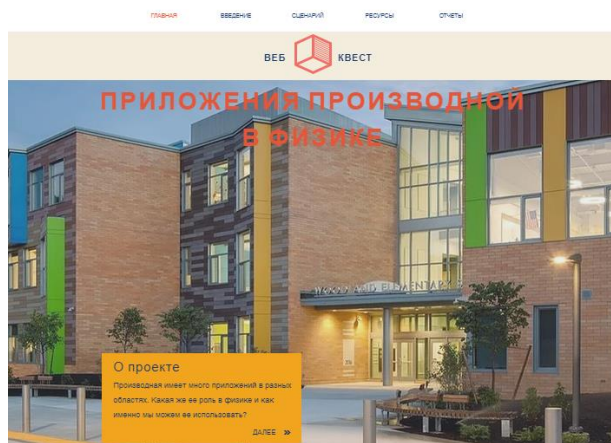 ГЛАВНАЯ ВВЕДЕНИЕ СЦЕНАРИЙ РЕСУРСЫ ОТЧЕТЫ
ВЕБ КВЕСТ
ПРИЛОЖЕНИЯ ПРОИЗВОДНОЙ
В ФИЗИКЕ
ELEMENTARY
О проекте
Производная имеет много приложений в разных
областях. Какая же ее роль в физике и как
именно мы можем ее использовать?
ДАЛЕЕ »